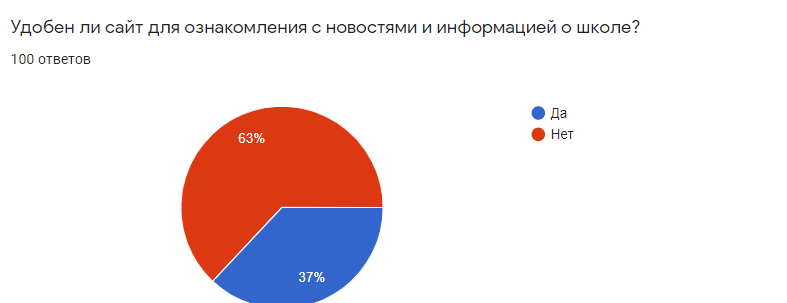 Удобен ли сайт для ознакомления с новостями и информацией о школе?
100 ответов
Да
Нет
63%
37%